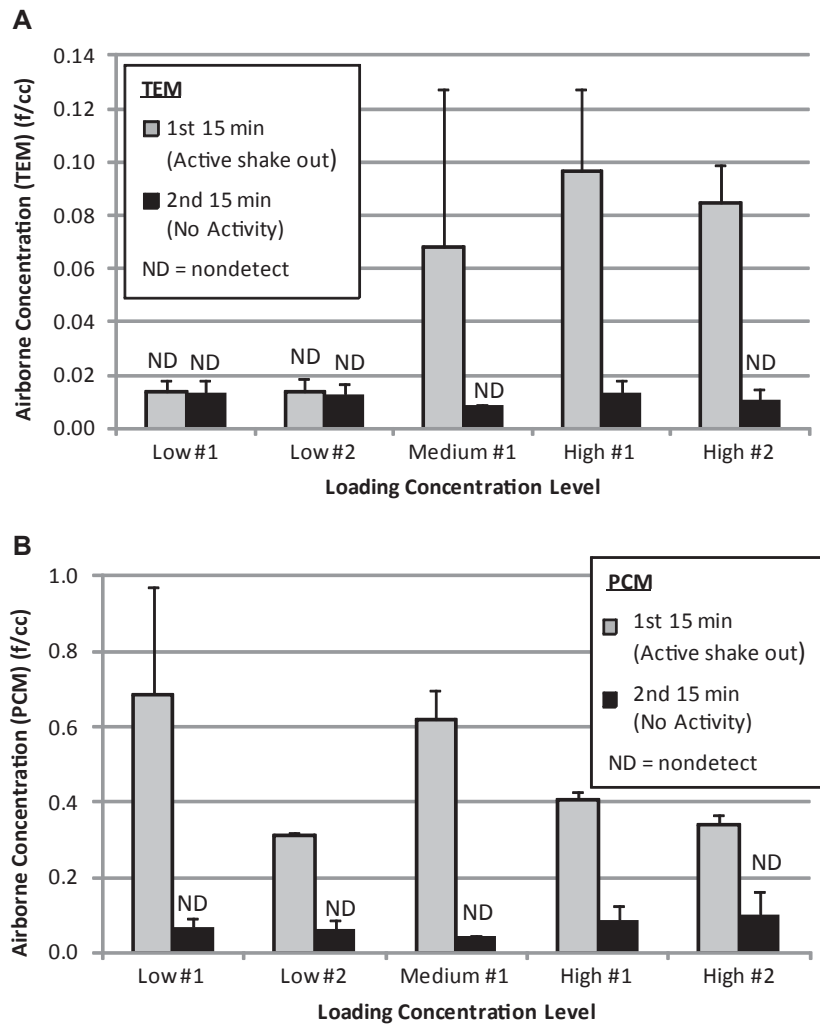 A
Airborne Concentration (TEM) (f/cc)
0.14
0.12
0.10
0.08
0.06
0.04
0.02
0.00
TEM
1st 15 min
(Active shake out)
2nd 15 min
(No Activity)
ND = nondetect
ND ND ND ND ND ND
Low #1 Low #2 Medium #1 High #1 High #2
Loading Concentration Level
B
Airborne Concentration (PCM) (f/cc)
1.0
0.8
0.6
0.4
0.2
0.0
PCM
1st 15 min
(Active shake out)
2nd 15 min
(No Activity)
ND = nondetect
ND ND ND ND
Low #1 Low #2 Medium #1 High #1 High #2
Loading Concentration Level